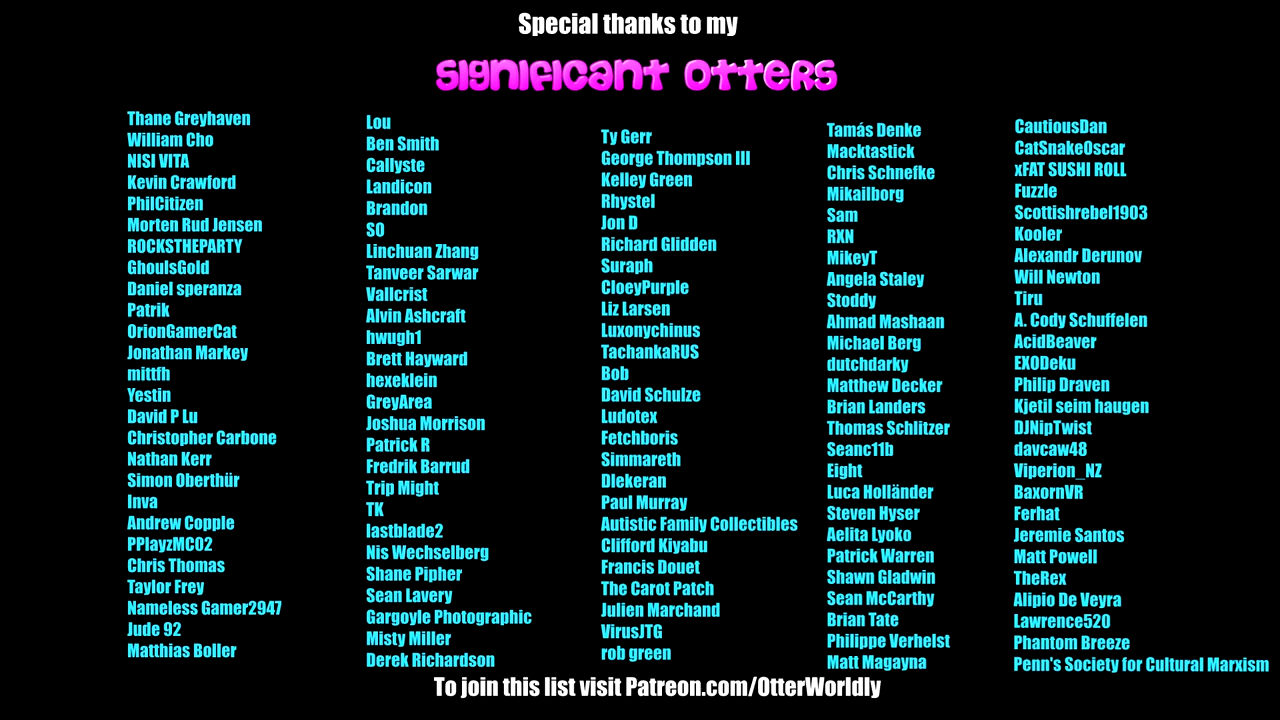 Special thanks to my
Significant Otters
Thane Greyhaven
William Cho
NISI VITA
Kevin Crawford
PhilCitizen
Morten Rud Jensen
ROCKSTHEPARTY
GhoulsGold
Daniel speranza
Patrik
OrionGamerCat
Jonathan Markey
mittfh
Yestin
David P Lu
Christopher Carbone
Nathan Kerr
Simon Oberthür
Inva
Andrew Copple
PPlayzMC02
Chris Thomas
Taylor Frey
Nameless Gamer2947
Jude 92
Matthias Boller
Lou
Ben Smith
Callyste
Landicon
Brandon
SO
Linchuan Zhang
Tanveer Sarwar
Vallcrist
Alvin Ashcraft
hwugh1
Brett Hayward
hexeklein
GreyArea
Joshua Morrison
Patrick R
Fredrik Barrud
Trip Might
TK
lastblade2
Nis Wechselberg
Shane Pipher
Sean Lavery
Gargoyle Photographic
Misty Miller
Derek Richardson
Ty Gerr
George Thompson III
Kelley Green
Rhystel
Jon D
Richard Glidden
Suraph
CloeyPurple
Liz Larsen
Luxonychinus
TachankaRUS
Bob
David Schulze
Ludotex
Fetchboris
Simmareth
Dlekeran
Paul Murray
Autistic Family Collectibles
Clifford Kiyabu
Francis Douet
The Carot Patch
Julien Marchand
VirusJTG
rob green
Tamás Denke
Macktastick
Chris Schnefke
Mikailborg
Sam
RXN
MikeyT
Angela Staley
Stoddy
Ahmad Mashaan
Michael Berg
dutchdarky
Matthew Decker
Brian Landers
Thomas Schlitzer
Seanc11b
Eight
Luca Holländer
Steven Hyser
Aelita Lyoko
Patrick Warren
Shawn Gladwin
Sean McCarthy
Brian Tate
Philippe Verhelst
Matt Magayna
CautiousDan
CatSnakeOscar
xFAT SUSHI ROLL
Fuzzle
Scottishrebel1903
Kooler
Alexandr Derunov
Will Newton
Tiru
A. Cody Schuffelen
AcidBeaver
EXODeku
Philip Draven
Kjetil seim haugen
DJNipTwist
davcaw48
Viperion_NZ
BaxornVR
Ferhat
Jeremie Santos
Matt Powell
TheRex
Alipio De Veyra
Lawrence520
Phantom Breeze
Penn's Society for Cultural Marxism
To join this list visit Patreon.com/OtterWorldly